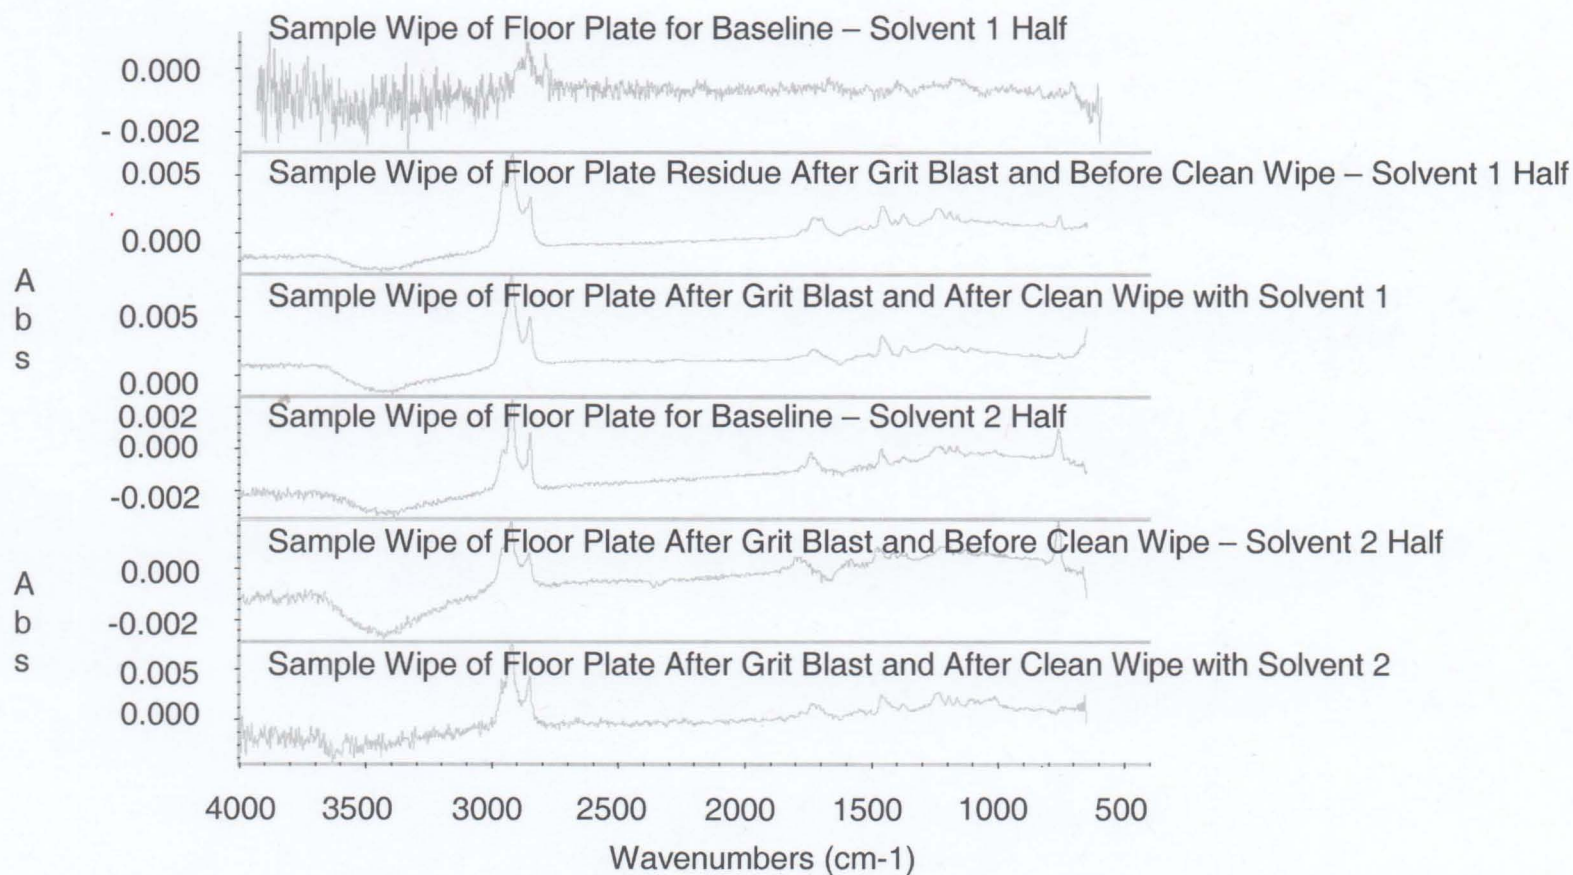 Sample Wipe of Floor Plate for Baseline – Solvent 1 Half
0.000
- 0.002
Sample Wipe of Floor Plate Residue After Grit Blast and Before Clean Wipe – Solvent 1 Half
0.005
0.000
Sample Wipe of Floor Plate After Grit Blast and After Clean Wipe with Solvent 1
0.005
0.000
A
b
s
Sample Wipe of Floor Plate for Baseline – Solvent 2 Half
0.002
0.000
-0.002
Sample Wipe of Floor Plate After Grit Blast and Before Clean Wipe – Solvent 2 Half
0.000
-0.002
A
b
s
Sample Wipe of Floor Plate After Grit Blast and After Clean Wipe with Solvent 2
0.005
0.000
4000 3500 3000 2500 2000 1500 1000 500
Wavenumbers (cm-1)